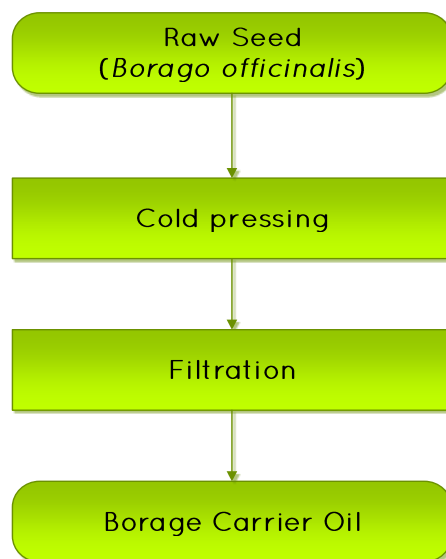 Raw Seed
(Borago officinalis)
Cold pressing
Filtration
Borage Carrier Oil